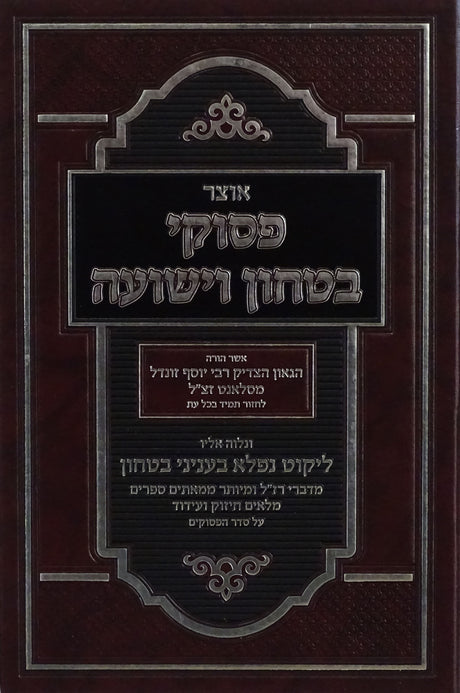 אוצר
פסוקי
בטחון וישועה
אשר הורה
הגאון הצדיק רבי יוסף זונדל
מסלאנט זצ"ל
לחזור תמיד בכל עת
ונלוה אליו
ליקוט נפלא בעניני בטחון
מדברי רז"ל ומיותר ממאתים ספרים
מלאים חיזוק ועידוד
על סדר הפסוקים